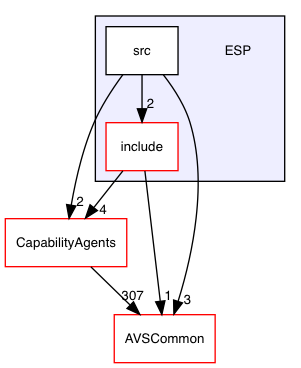 src
ESP
2
include
2
4
CapabilityAgents
307
1
3
AVSCommon